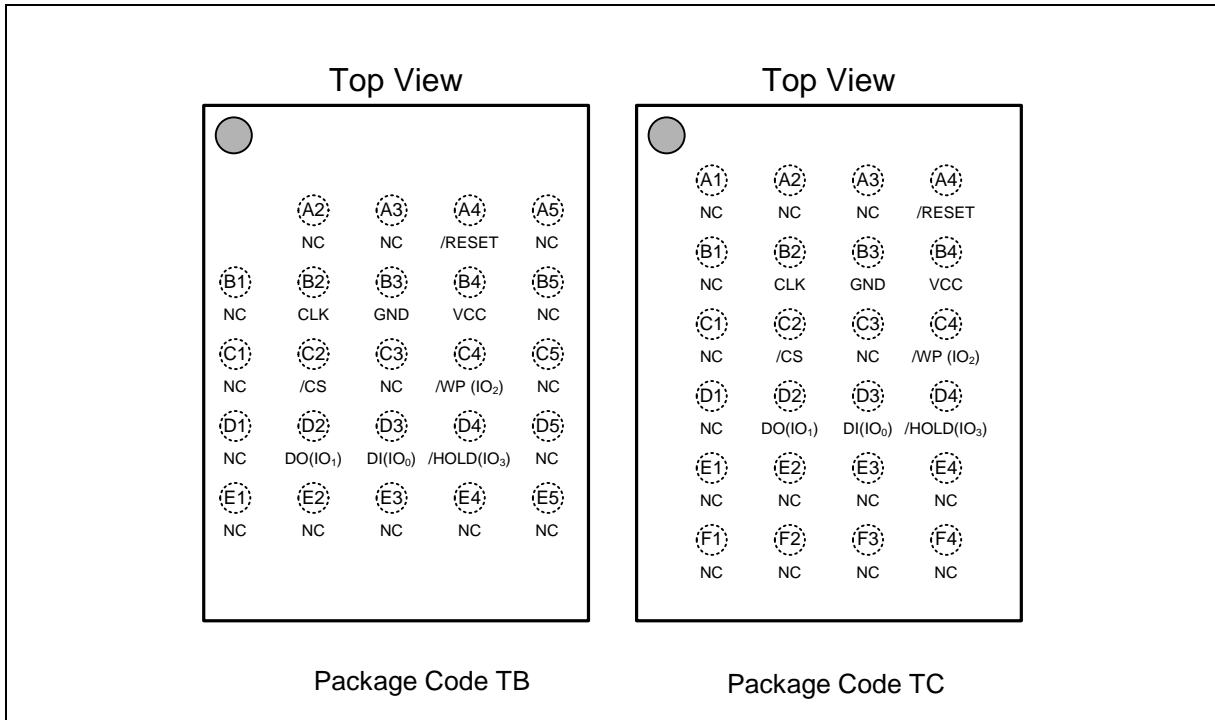 Top View
A2 A3 A4 A5
NC NC /RESET NC
B1 B2 B3 B4 B5
NC CLK GND VCC NC
C1 C2 C3 C4 C5
NC /CS NC /WP (IO₂) NC
D1 D2 D3 D4 D5
NC DO(IO₁) DI(IO₀) /HOLD(IO₃) NC
E1 E2 E3 E4 E5
NC NC NC NC NC
Package Code TB
Top View
A1 A2 A3 A4
NC NC NC /RESET
B1 B2 B3 B4
NC CLK GND VCC
C1 C2 C3 C4
NC /CS NC /WP (IO₂)
D1 D2 D3 D4
NC DO(IO₁) DI(IO₀) /HOLD(IO₃)
E1 E2 E3 E4
NC NC NC NC
F1 F2 F3 F4
NC NC NC NC
Package Code TC